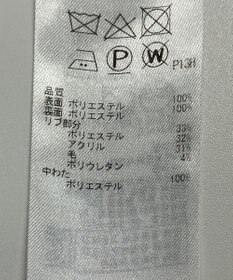 P13H
品質
表面 ポリエステル 100%
裏面 ポリエステル 100%
リブ部分
ポリエステル 33%
アクリル 32%
毛 31%
ポリウレタン 4%
中わた
ポリエステル 100%